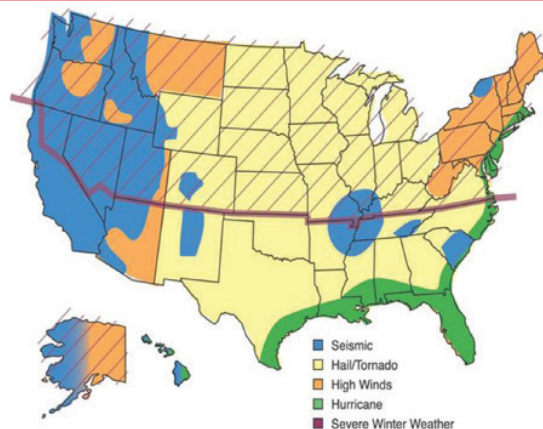 Seismic
Hail/Tornado
High Winds
Hurricane
Severe Winter Weather